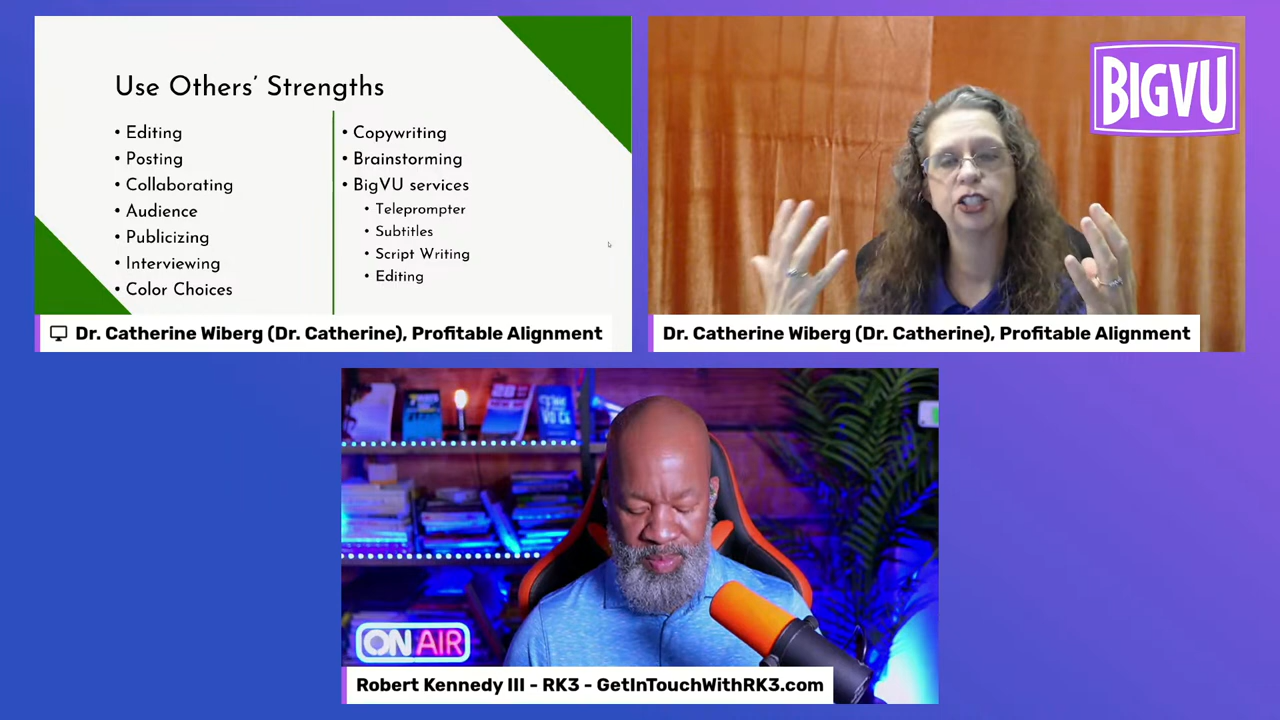 Use Others' Strengths
• Editing
• Posting
• Collaborating
• Audience
• Publicizing
• Interviewing
• Color Choices
• Copywriting
• Brainstorming
• BigVU services
• Teleprompter
• Subtitles
• Script Writing
• Editing
Dr. Catherine Wiberg (Dr. Catherine), Profitable Alignment
BIGVU
Dr. Catherine Wiberg (Dr. Catherine), Profitable Alignment
ON AIR
Robert Kennedy III - RK3 - GetInTouchWithRK3.com